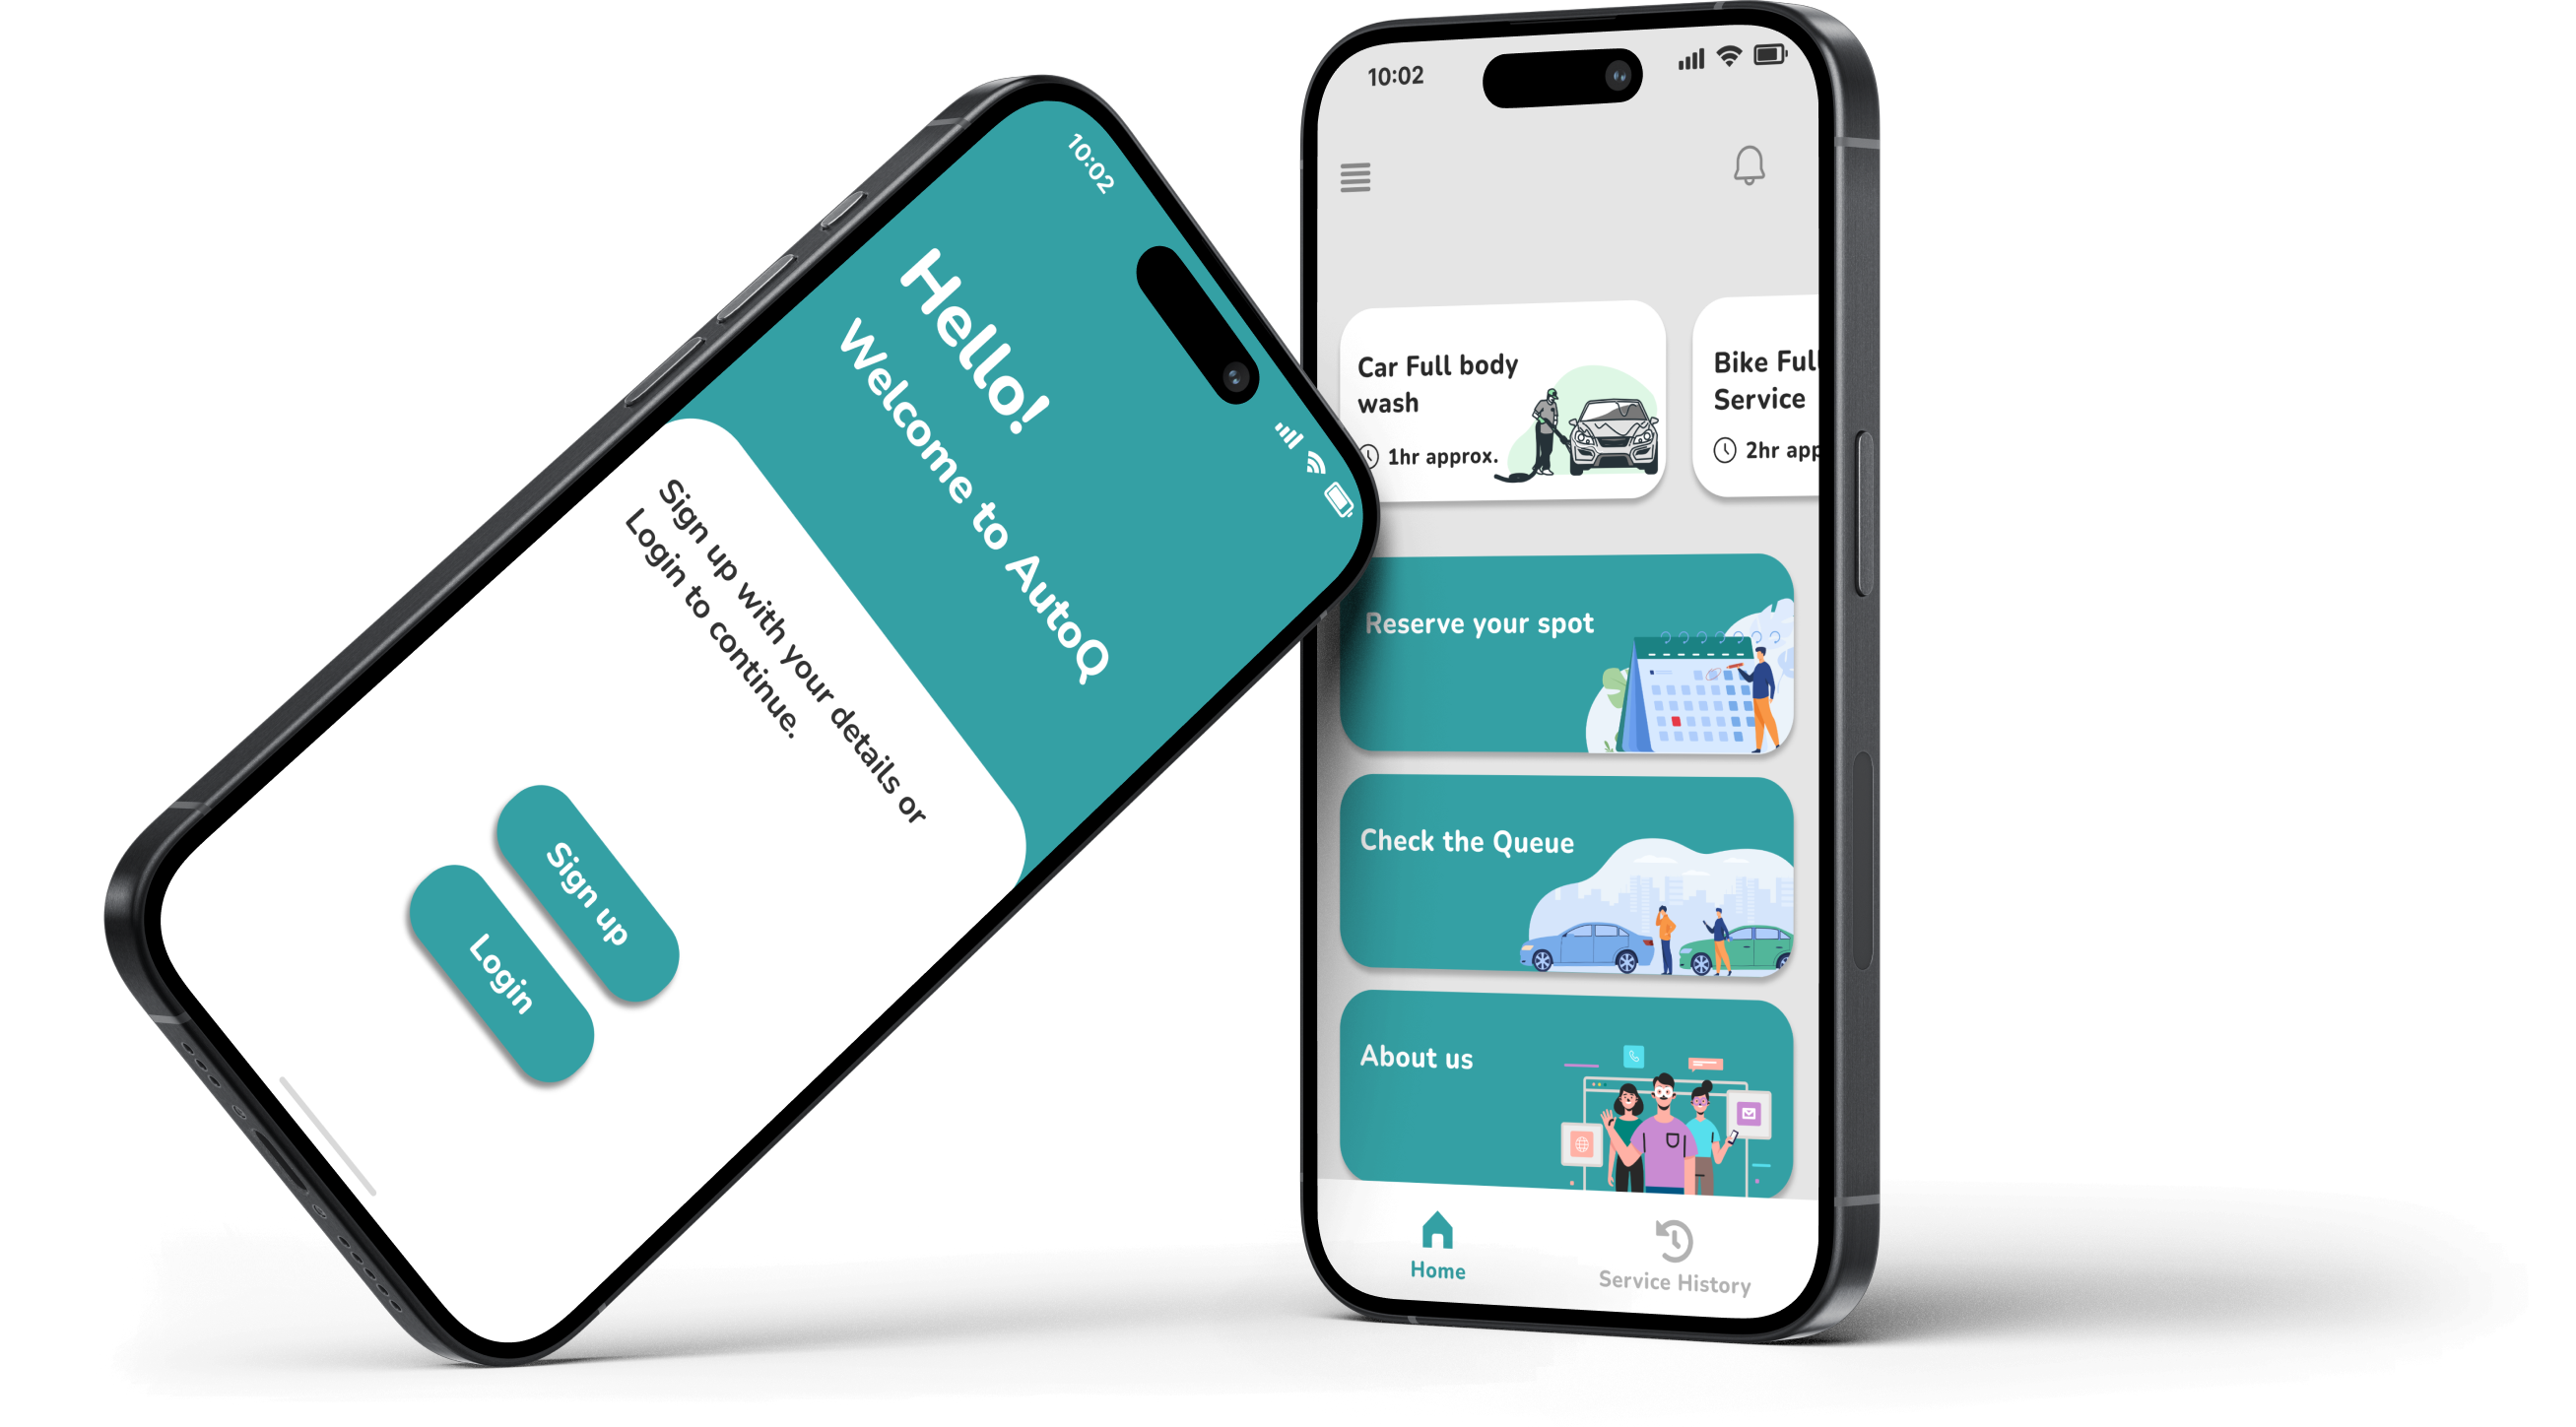 10:02
Hello!
Welcome to AutoQ
Sign up with your details or
Login to continue.
Sign up
Login
10:02
Car Full body
wash
1hr approx.
Bike Full
Service
2hr app
Reserve your spot
Check the Queue
About us
Home
Service History